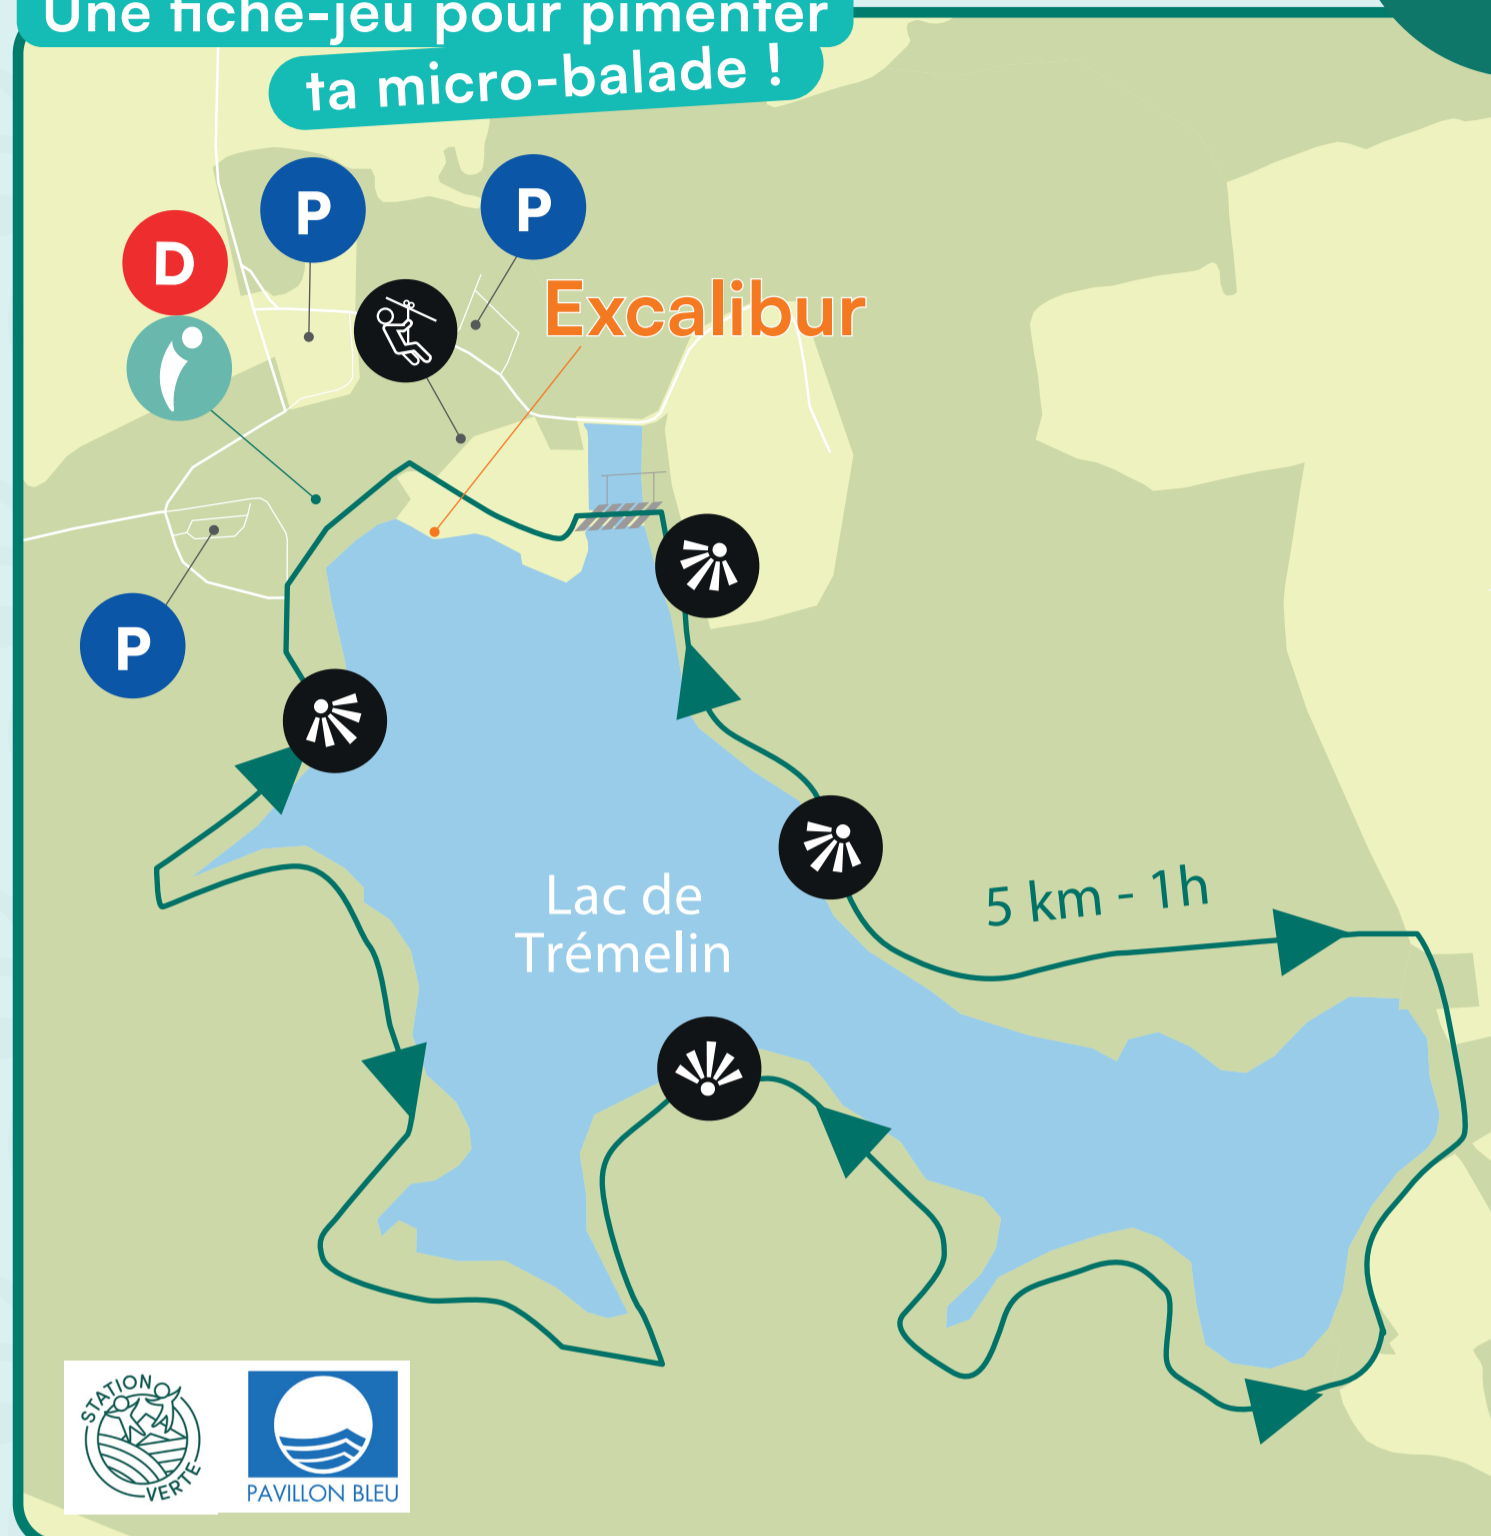 Une fiche-jeu pour pimenter
ta micro-balade !
P
P
D
Excalibur
P
Lac de
Trémelin
5 km - 1h
STATION
VERTE
PAVILLON BLEU